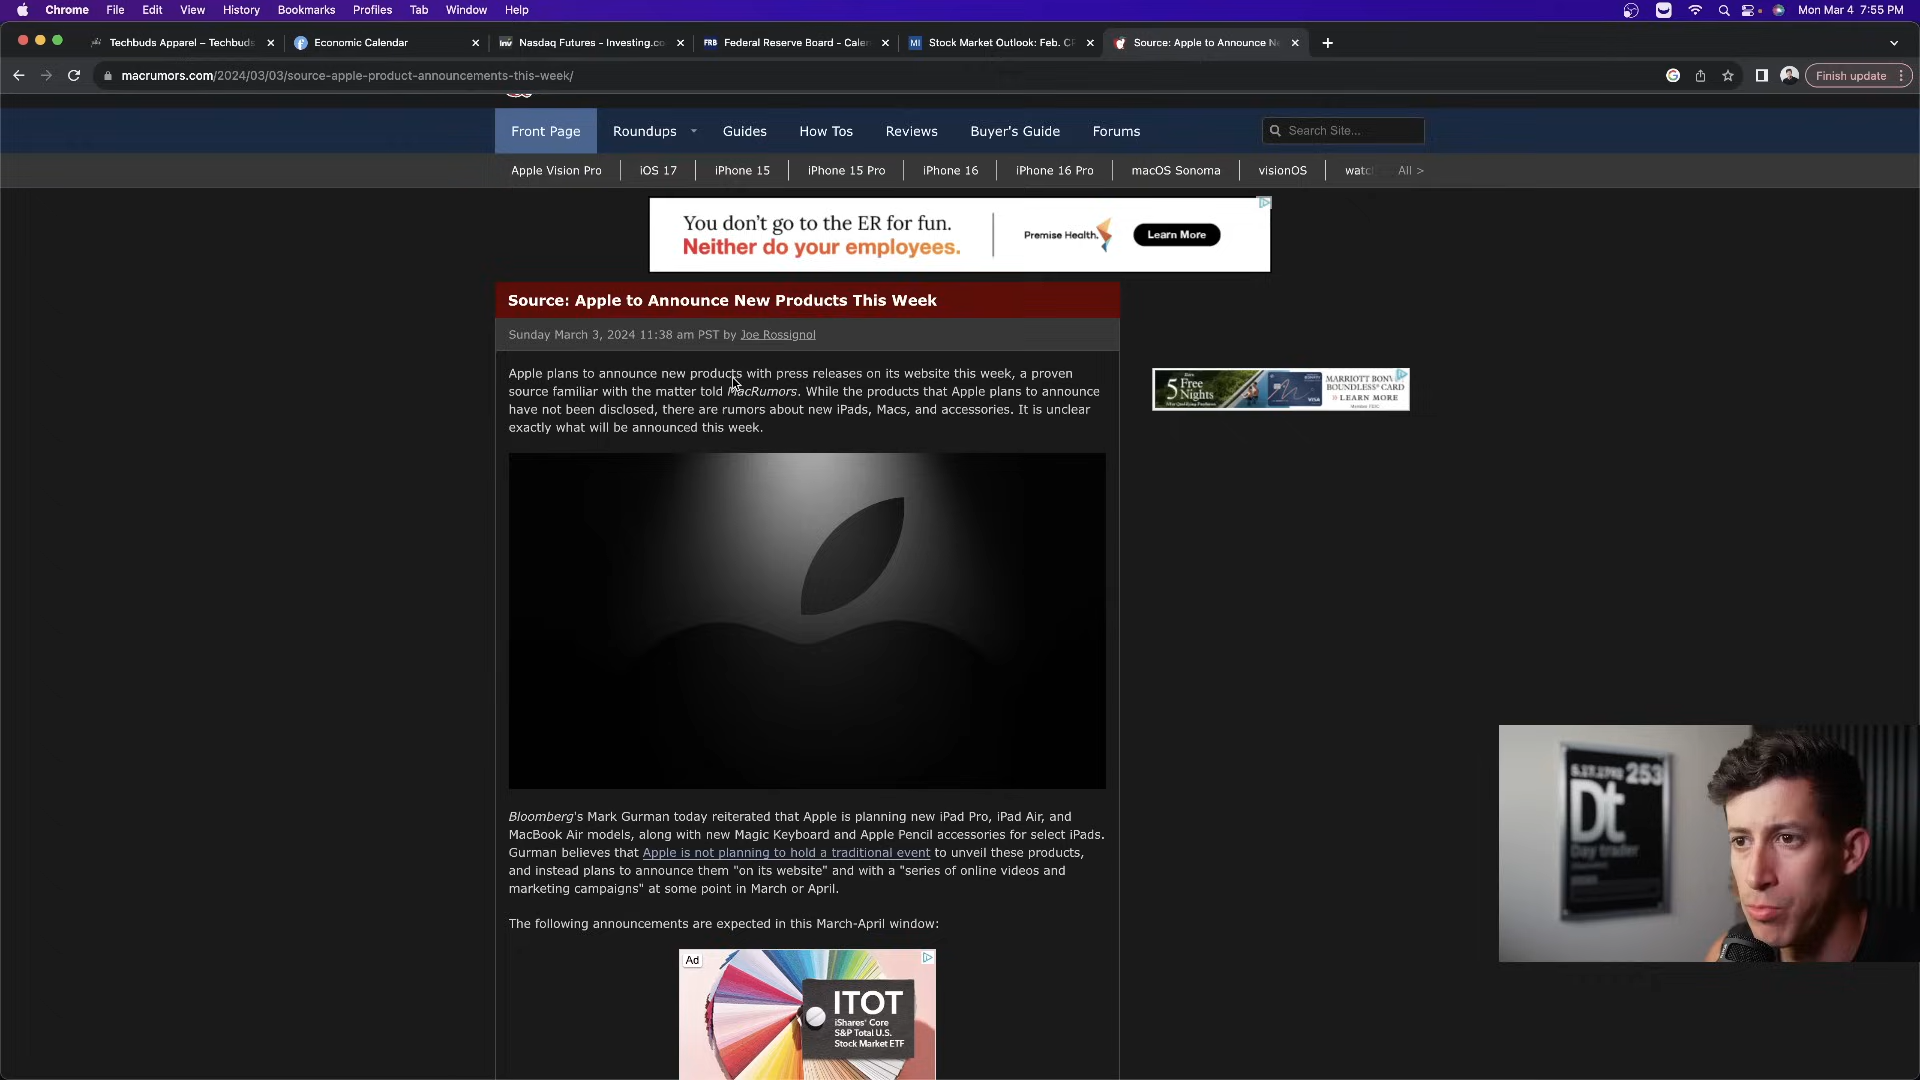 Chrome File Edit View History Bookmarks Profiles Tab Window Help Mon Mar 4 7:55 PM
Techbuds Apparel – Techbuds Economic Calendar inv Nasdaq Futures - Investing.co FRB Federal Reserve Board - Cale MI Stock Market Outlook: Feb. C Source: Apple to Announce Ne
macrumors.com/2024/03/03/source-apple-product-announcements-this-week/ Finish update
Front Page Roundups Guides How Tos Reviews Buyer's Guide Forums Search Site...
Apple Vision Pro iOS 17 iPhone 15 iPhone 15 Pro iPhone 16 iPhone 16 Pro macOS Sonoma visionOS watc All >
You don't go to the ER for fun.
Neither do your employees.
Premise Health. Learn More
Source: Apple to Announce New Products This Week
Sunday March 3, 2024 11:38 am PST by Joe Rossignol
Apple plans to announce new products with press releases on its website this week, a proven
source familiar with the matter told MacRumors. While the products that Apple plans to announce
have not been disclosed, there are rumors about new iPads, Macs, and accessories. It is unclear
exactly what will be announced this week.
5 Free
Nights
VISA
MARRIOTT BONV
BOUNDLESS® CARD
» LEARN MORE
Bloomberg's Mark Gurman today reiterated that Apple is planning new iPad Pro, iPad Air, and
MacBook Air models, along with new Magic Keyboard and Apple Pencil accessories for select iPads.
Gurman believes that Apple is not planning to hold a traditional event to unveil these products,
and instead plans to announce them "on its website" and with a "series of online videos and
marketing campaigns" at some point in March or April.
The following announcements are expected in this March-April window:
Ad
ITOT
iShares' Core
S&P Total U.S.
Stock Market ETF
253
Dt
Day trader